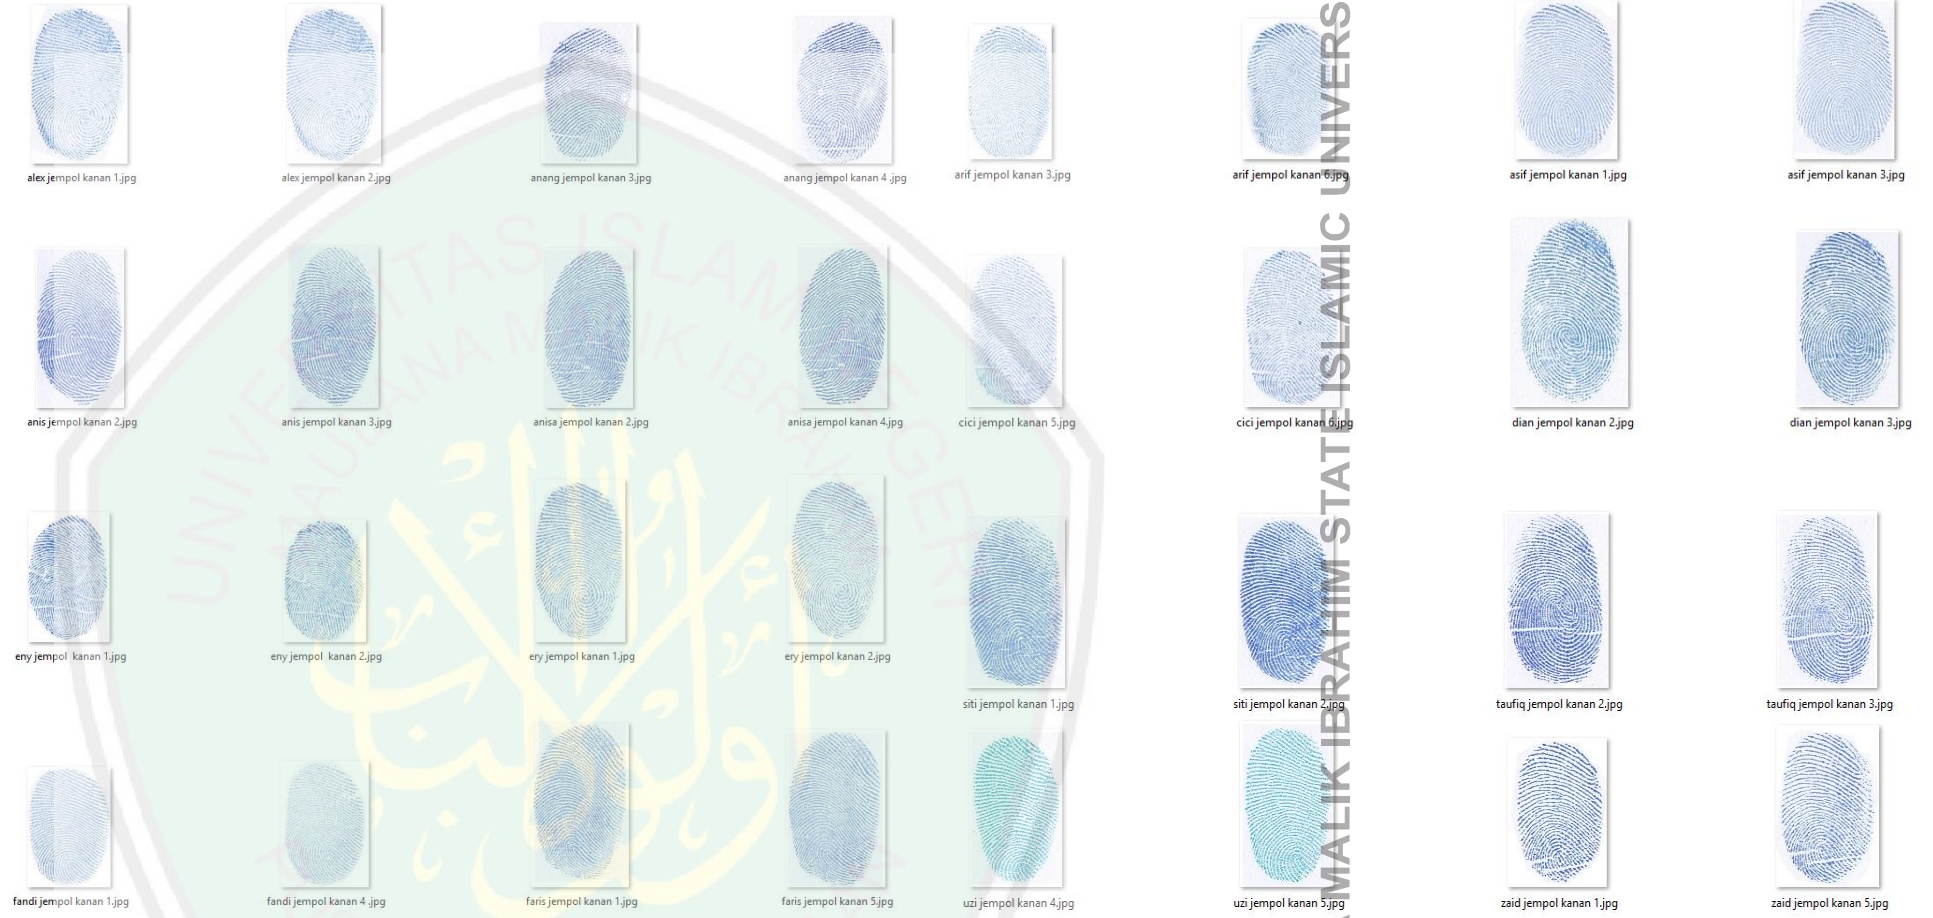 alex jempol kanan 1.jpg
alex jempol kanan 2.jpg
anang jempol kanan 3.jpg
anang jempol kanan 4 .jpg
arif jempol kanan 3.jpg
arif jempol kanan 6.jpg
asif jempol kanan 1.jpg
asif jempol kanan 3.jpg
anis jempol kanan 2.jpg
anis jempol kanan 3.jpg
anisa jempol kanan 2.jpg
anisa jempol kanan 4.jpg
cici jempol kanan 5.jpg
cici jempol kanan 6.jpg
dian jempol kanan 2.jpg
dian jempol kanan 3.jpg
eny jempol  kanan 1.jpg
eny jempol  kanan 2.jpg
ery jempol kanan 1.jpg
ery jempol kanan 2.jpg
siti jempol kanan 1.jpg
siti jempol kanan 2.jpg
taufiq jempol kanan 2.jpg
taufiq jempol kanan 3.jpg
fandi jempol kanan 1.jpg
fandi jempol kanan 4 .jpg
faris jempol kanan 1.jpg
faris jempol kanan 5.jpg
uzi jempol kanan 4.jpg
uzi jempol kanan 5.jpg
zaid jempol kanan 1.jpg
zaid jempol kanan 5.jpg
UNIVERSITAS ISLAM NEGERI
MAULANA MALIK IBRAHIM
MALIK IBRAHIM STATE ISLAMIC UNIVERS